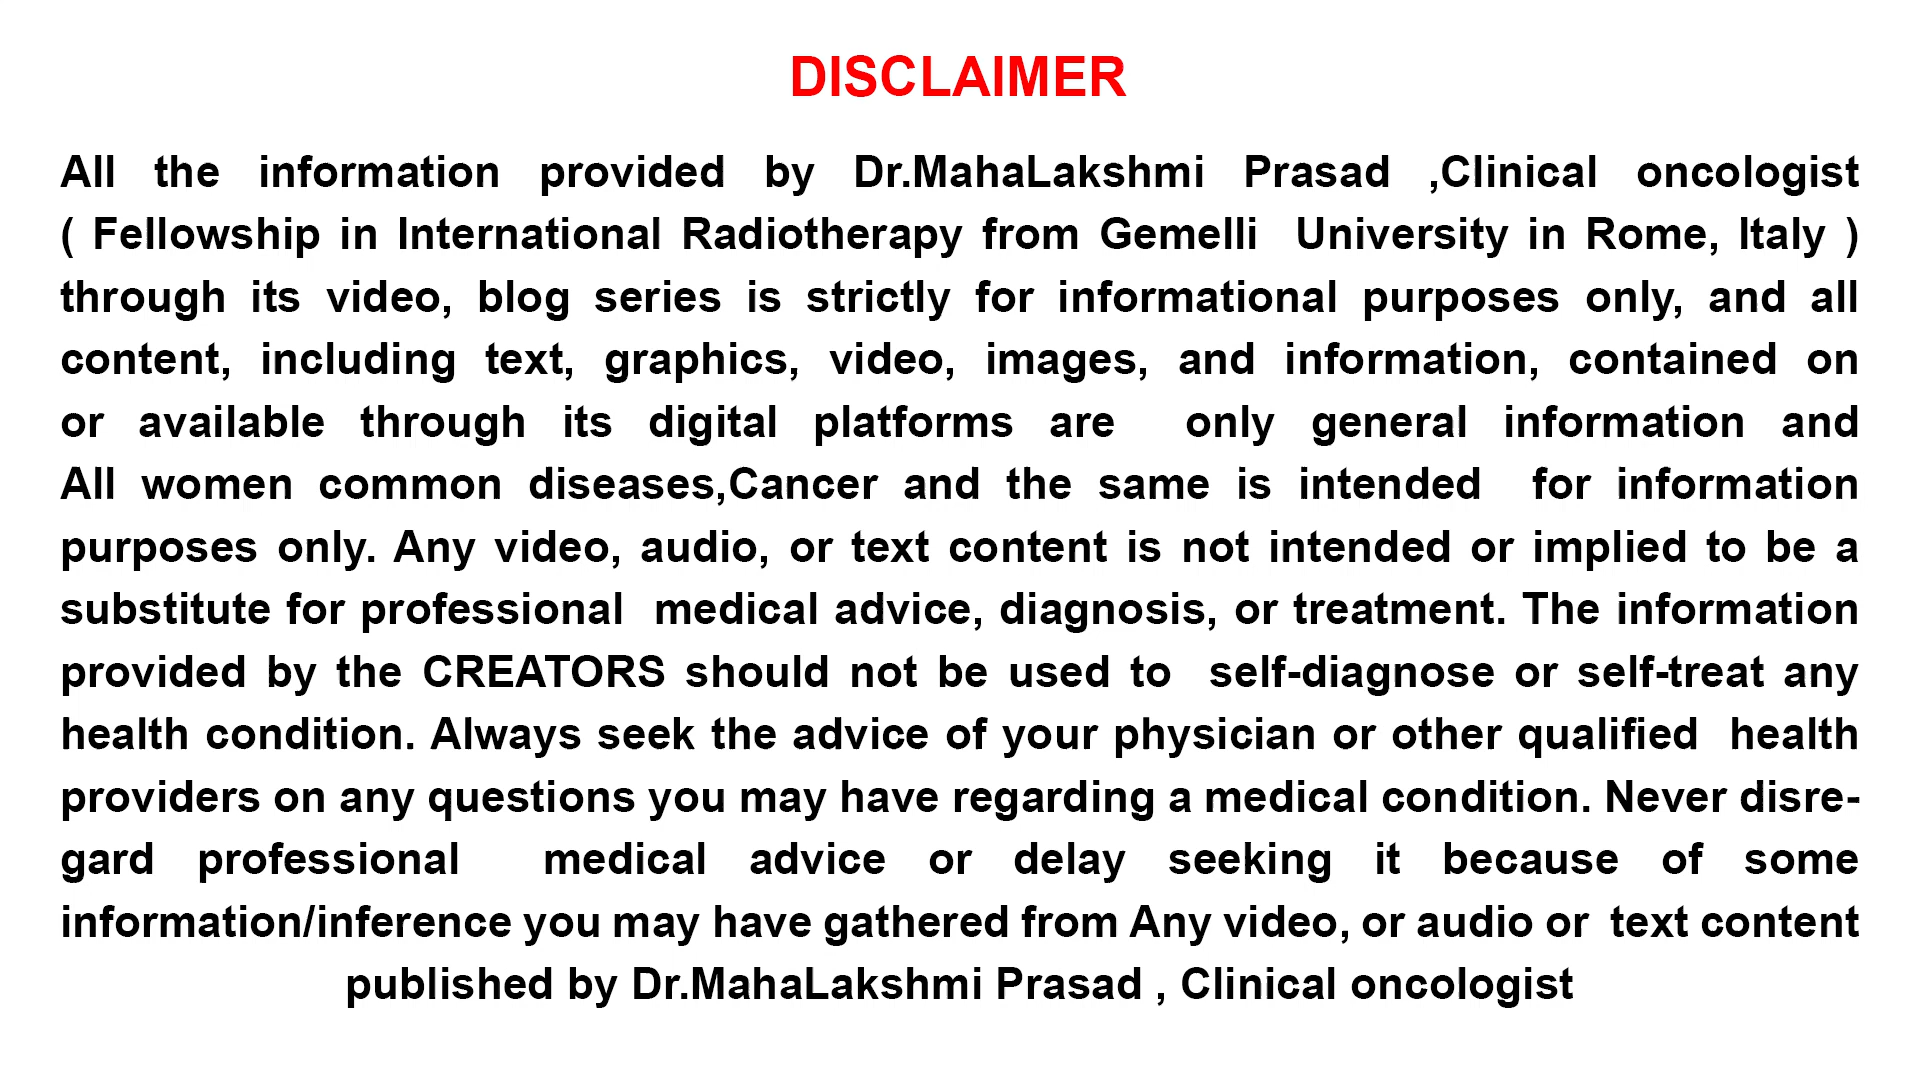 DISCLAIMER
All the information provided by Dr.MahaLakshmi Prasad ,Clinical oncologist
( Fellowship in International Radiotherapy from Gemelli University in Rome, Italy )
through its video, blog series is strictly for informational purposes only, and all
content, including text, graphics, video, images, and information, contained on
or available through its digital platforms are only general information and
All women common diseases,Cancer and the same is intended for information
purposes only. Any video, audio, or text content is not intended or implied to be a
substitute for professional medical advice, diagnosis, or treatment. The information
provided by the CREATORS should not be used to self-diagnose or self-treat any
health condition. Always seek the advice of your physician or other qualified health
providers on any questions you may have regarding a medical condition. Never disre-
gard professional medical advice or delay seeking it because of some
information/inference you may have gathered from Any video, or audio or text content
published by Dr.MahaLakshmi Prasad , Clinical oncologist